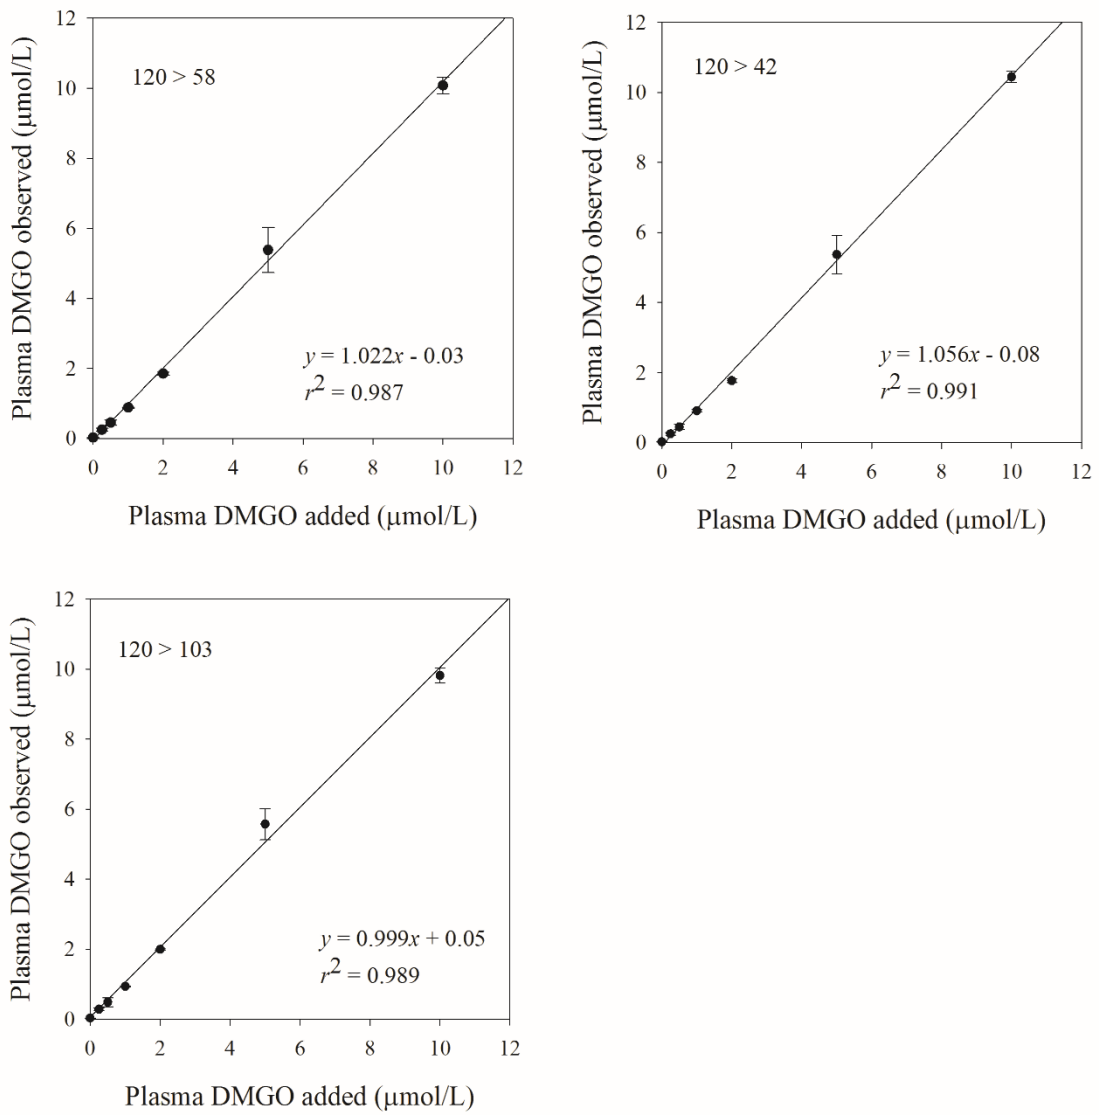 Plasma DMGO observed (µmol/L)
12
10
8
6
4
2
0
120 > 58
y = 1.022x - 0.03
r² = 0.987
0 2 4 6 8 10 12
Plasma DMGO added (µmol/L)
Plasma DMGO observed (µmol/L)
12
10
8
6
4
2
0
120 > 42
y = 1.056x - 0.08
r² = 0.991
0 2 4 6 8 10 12
Plasma DMGO added (µmol/L)
Plasma DMGO observed (µmol/L)
12
10
8
6
4
2
0
120 > 103
y = 0.999x + 0.05
r² = 0.989
0 2 4 6 8 10 12
Plasma DMGO added (µmol/L)